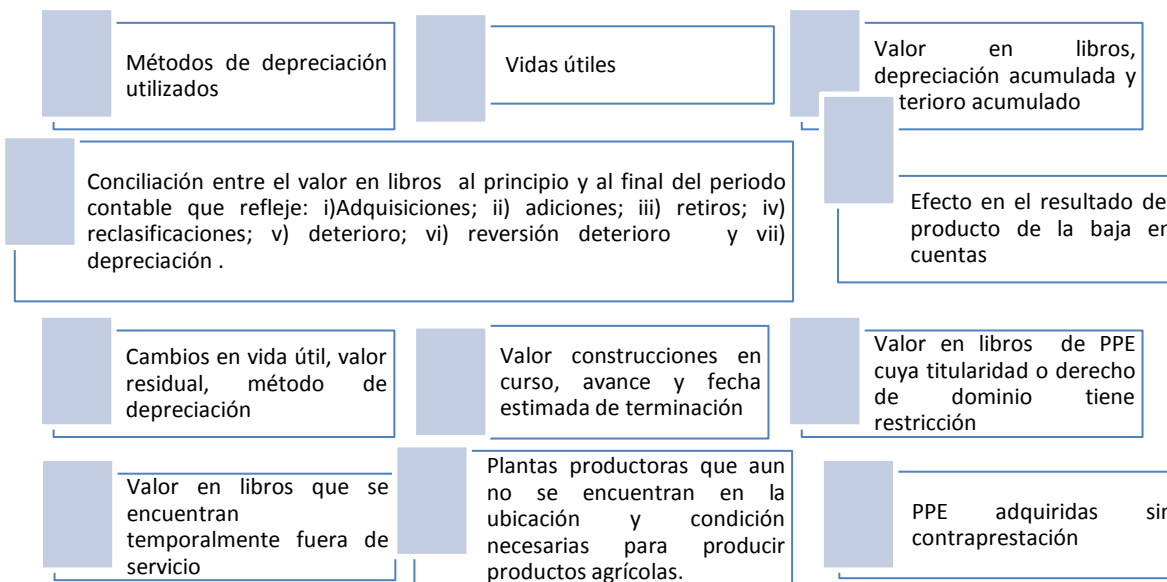 Métodos de depreciación
utilizados
Vidas útiles
Valor en libros,
depreciación acumulada y
terioro acumulado
Conciliación entre el valor en libros al principio y al final del periodo
contable que refleje: i)Adquisiciones; ii) adiciones; iii) retiros; iv)
reclasificaciones; v) deterioro; vi) reversión deterioro y vii)
depreciación .
Efecto en el resultado de
producto de la baja en
cuentas
Cambios en vida útil, valor
residual, método de
depreciación
Valor construcciones en
curso, avance y fecha
estimada de terminación
Valor en libros de PPE
cuya titularidad o derecho
de dominio tiene
restricción
Valor en libros que se
encuentran
temporalmente fuera de
servicio
Plantas productoras que aun
no se encuentran en la
ubicación y condición
necesarias para producir
productos agrícolas.
PPE adquiridas sin
contraprestación